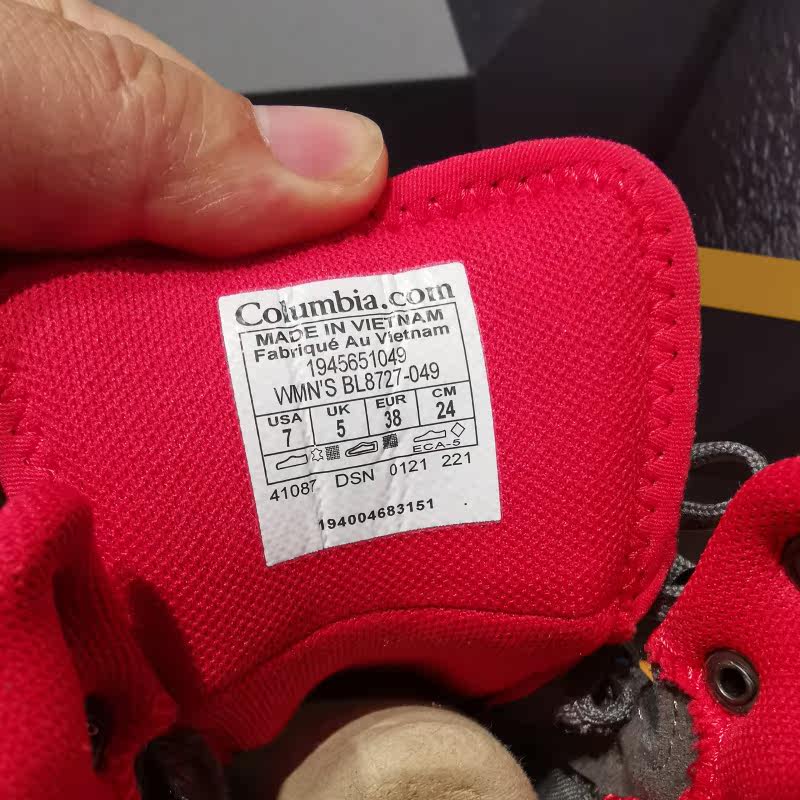 Columbia.com
MADE IN VIETNAM
Fabriqué Au Vietnam
1945651049
WMN'S BL8727-049
USA UK EUR CM
7 5 38 24
ECA-5
41087 DSN 0121 221
194004683151